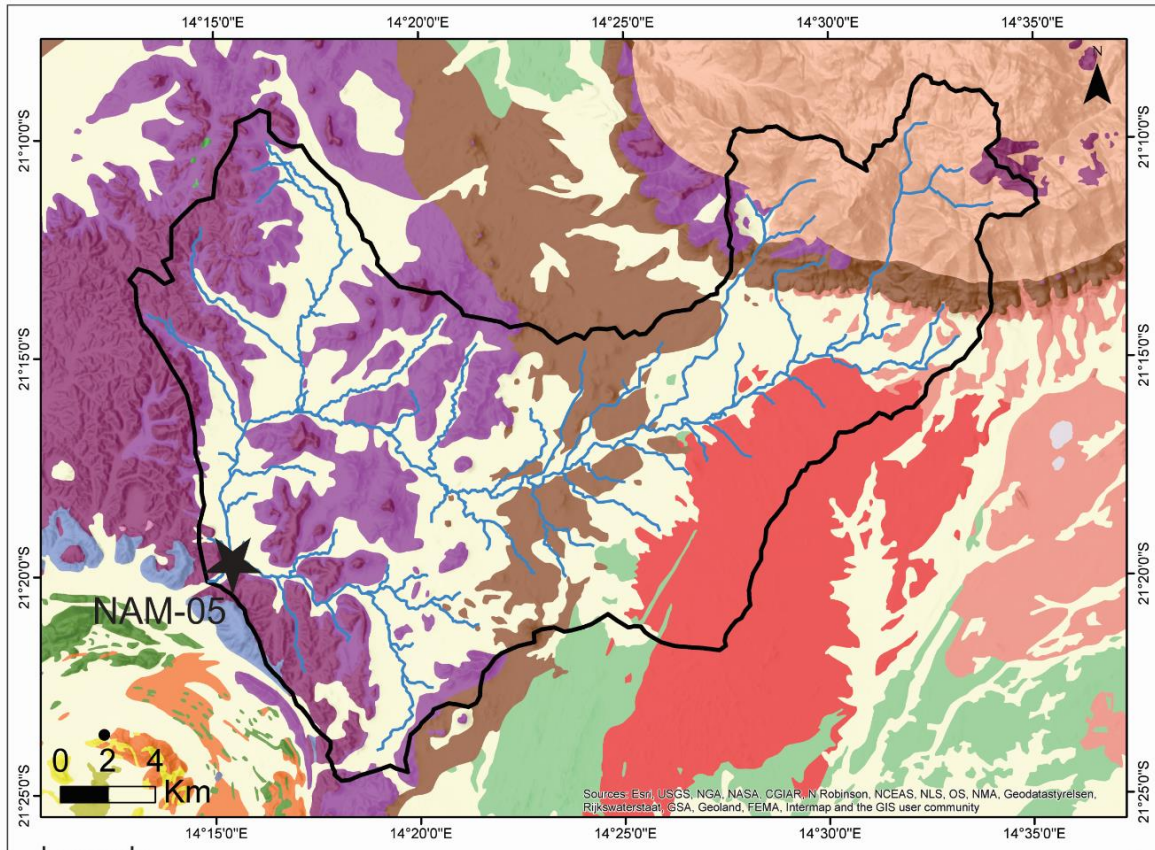 14°15'0"E 14°20'0"E 14°25'0"E 14°30'0"E 14°35'0"E
N
21°10'0"S 21°10'0"S
21°15'0"S 21°15'0"S
21°20'0"S 21°20'0"S
NAM-05
0 2 4
Km
21°25'0"S 21°25'0"S
Sources: Esri, USGS, NGA, NASA, CGIAR, N Robinson, NCEAS, NLS, OS, NMA, Geodatastyrelsen,
Rijkswaterstaat, GSA, Geoland, FEMA, Intermap and the GIS user community
14°15'0"E 14°20'0"E 14°25'0"E 14°30'0"E 14°35'0"E